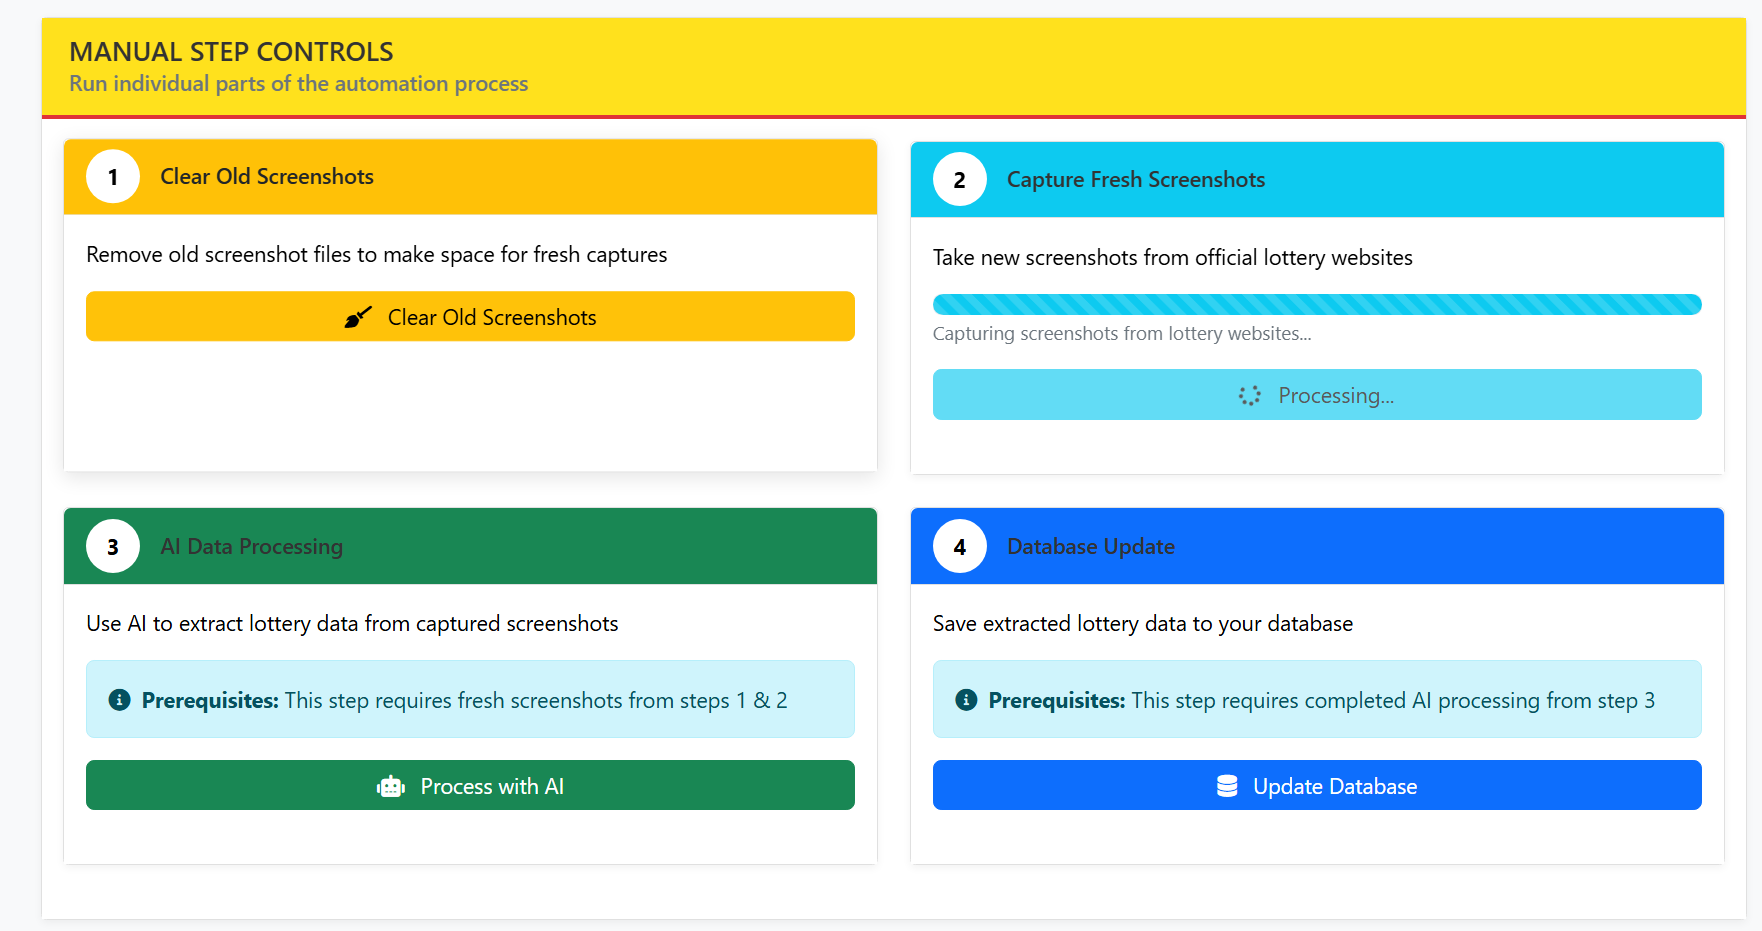 MANUAL STEP CONTROLS
Run individual parts of the automation process
1 Clear Old Screenshots
Remove old screenshot files to make space for fresh captures
Clear Old Screenshots
2 Capture Fresh Screenshots
Take new screenshots from official lottery websites
Capturing screenshots from lottery websites...
Processing...
3 AI Data Processing
Use AI to extract lottery data from captured screenshots
Prerequisites: This step requires fresh screenshots from steps 1 & 2
Process with AI
4 Database Update
Save extracted lottery data to your database
Prerequisites: This step requires completed AI processing from step 3
Update Database